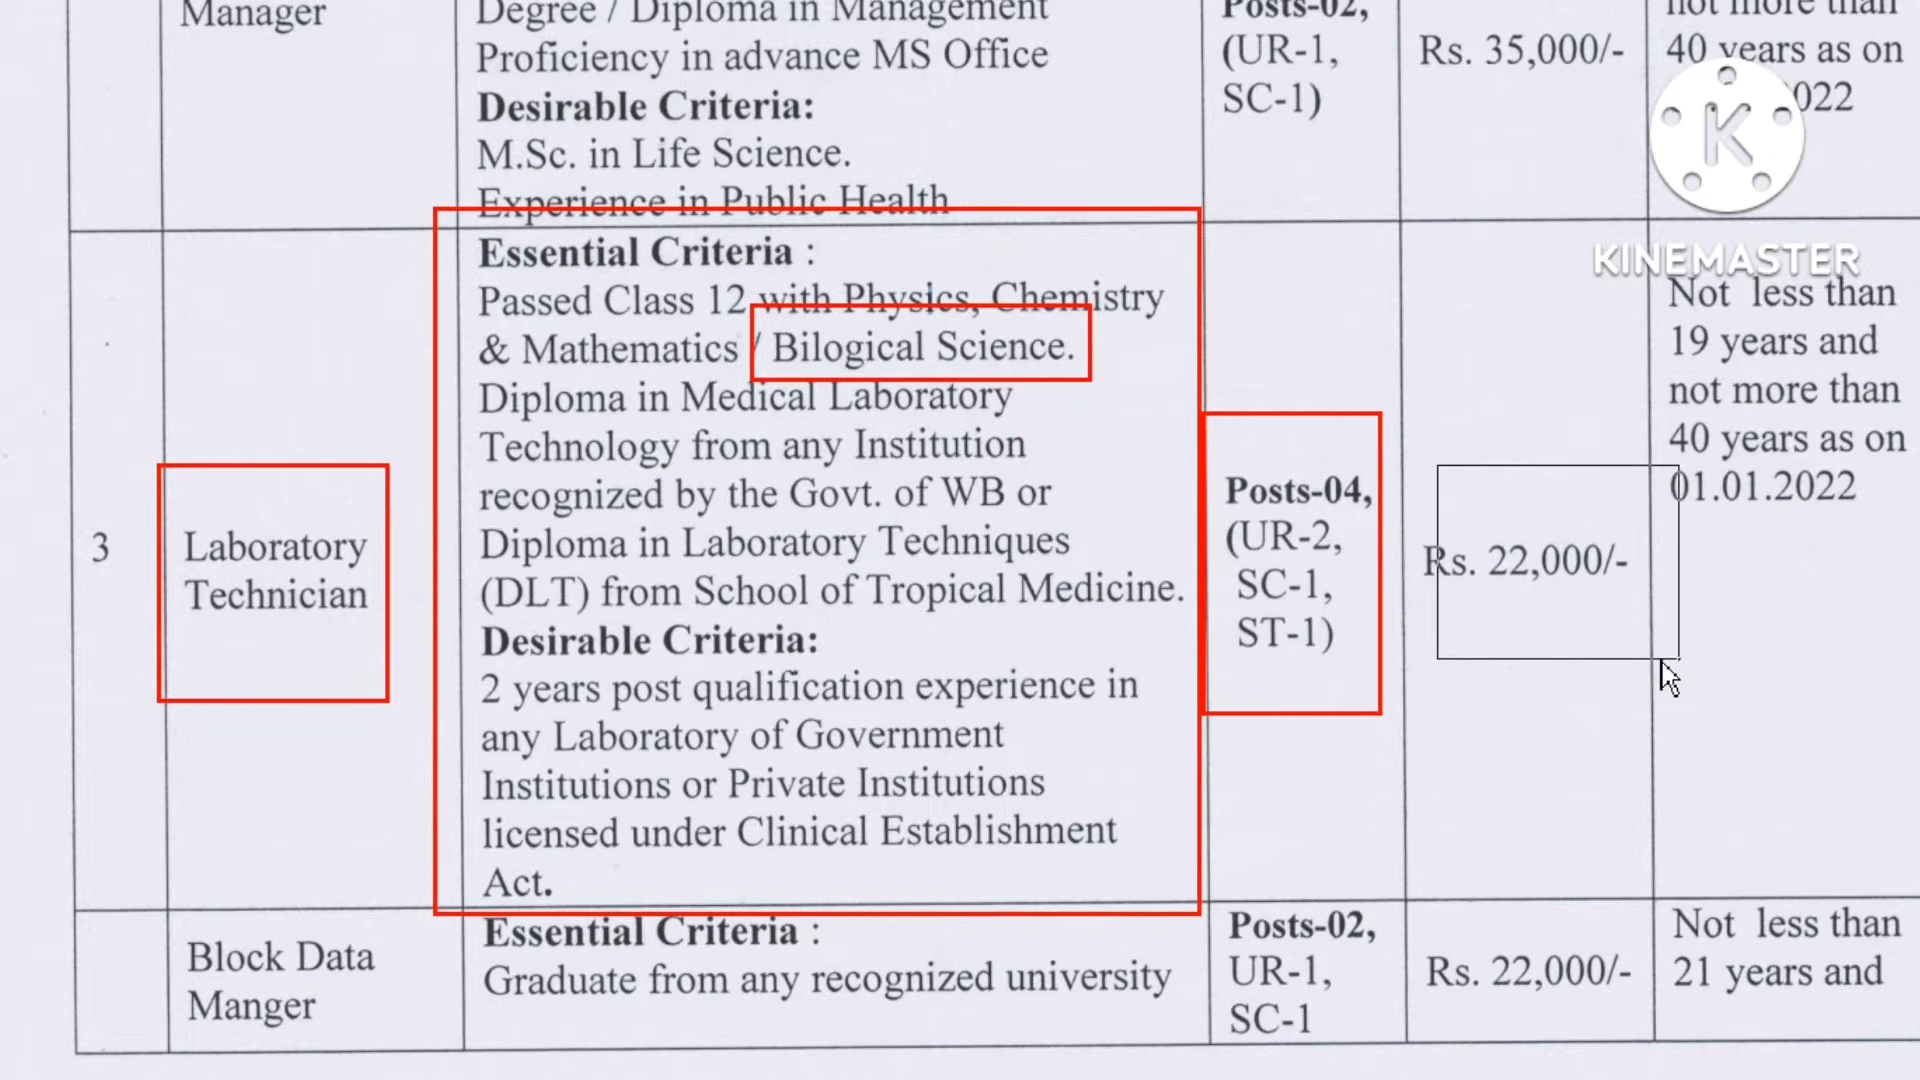 Manager
Degree / Diploma in Management
Proficiency in advance MS Office
Desirable Criteria:
M.Sc. in Life Science.
Experience in Public Health
Posts-02,
(UR-1,
SC-1)
Rs. 35,000/-
not more than
40 years as on
022
K
KINEMASTER
3
Laboratory
Technician
Essential Criteria :
Passed Class 12 with Physics, Chemistry
& Mathematics / Bilogical Science.
Diploma in Medical Laboratory
Technology from any Institution
recognized by the Govt. of WB or
Diploma in Laboratory Techniques
(DLT) from School of Tropical Medicine.
Desirable Criteria:
2 years post qualification experience in
any Laboratory of Government
Institutions or Private Institutions
licensed under Clinical Establishment
Act.
Posts-04,
(UR-2,
SC-1,
ST-1)
Rs. 22,000/-
Not less than
19 years and
not more than
40 years as on
01.01.2022
Block Data
Manger
Essential Criteria :
Graduate from any recognized university
Posts-02,
UR-1,
SC-1
Rs. 22,000/-
Not less than
21 years and